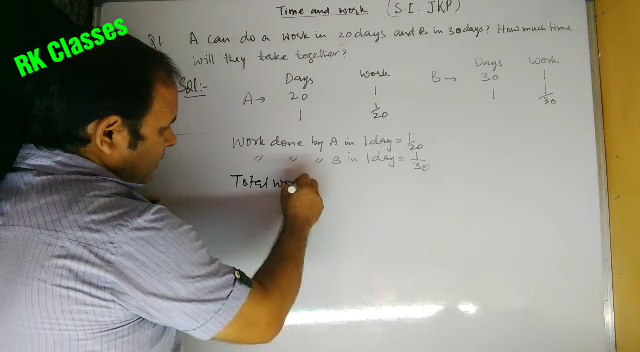 RK Classes
Time and work (S.I. JKP)
Q1. A can do a work in 20 days and B in 30 days? How much time
will they take together?
Sol:-
Days Work
A → 20 1
1 1/20
Days Work
B → 30 1
1 1/30
Work done by A in 1 day = 1/20
" " " B in 1 day = 1/30
Total wo